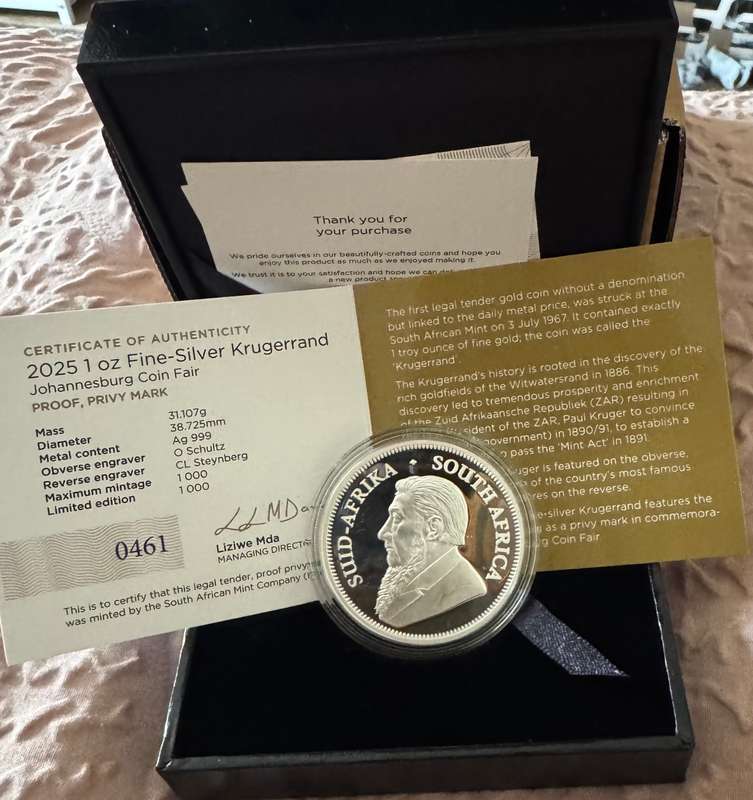 Thank you for
your purchase
We pride ourselves in our beautifully-crafted coins and hope you
enjoy this product as much as we enjoyed making it.
We trust it is to your satisfaction and hope we can
a new product
CERTIFICATE OF AUTHENTICITY
2025 1 oz Fine-Silver Krugerrand
Johannesburg Coin Fair
PROOF, PRIVY MARK
Mass 31.107g
Diameter 38.725mm
Metal content Ag 999
Obverse engraver O Schultz
Reverse engraver CL Steynberg
Maximum mintage 1 000
Limited edition 1 000
0461
Liziwe Mda
MANAGING
This is to certify that this legal tender, proof
was minted by the South African Mint Company
The first legal tender gold coin without a denomination
but linked to the daily metal price, was struck at the
South African Mint on 3 July 1967. It contained exactly
1 troy ounce of fine gold; the coin was called the
'Krugerrand'.
The Krugerrand's history is rooted in the discovery of the
rich goldfields of the Witwatersrand in 1886. This
discovery led to tremendous prosperity and enrichment
of the Zuid Afrikaansche Republiek (ZAR) resulting in
of the ZAR, Paul Kruger to convince
in 1890/91, to establish a
pass the 'Mint Act' in 1891.
is featured on the obverse,
of the country's most famous
on the reverse.
Krugerrand features the
as a privy mark in commemora-
Coin Fair
SUID-AFRIKA SOUTH AFRICA